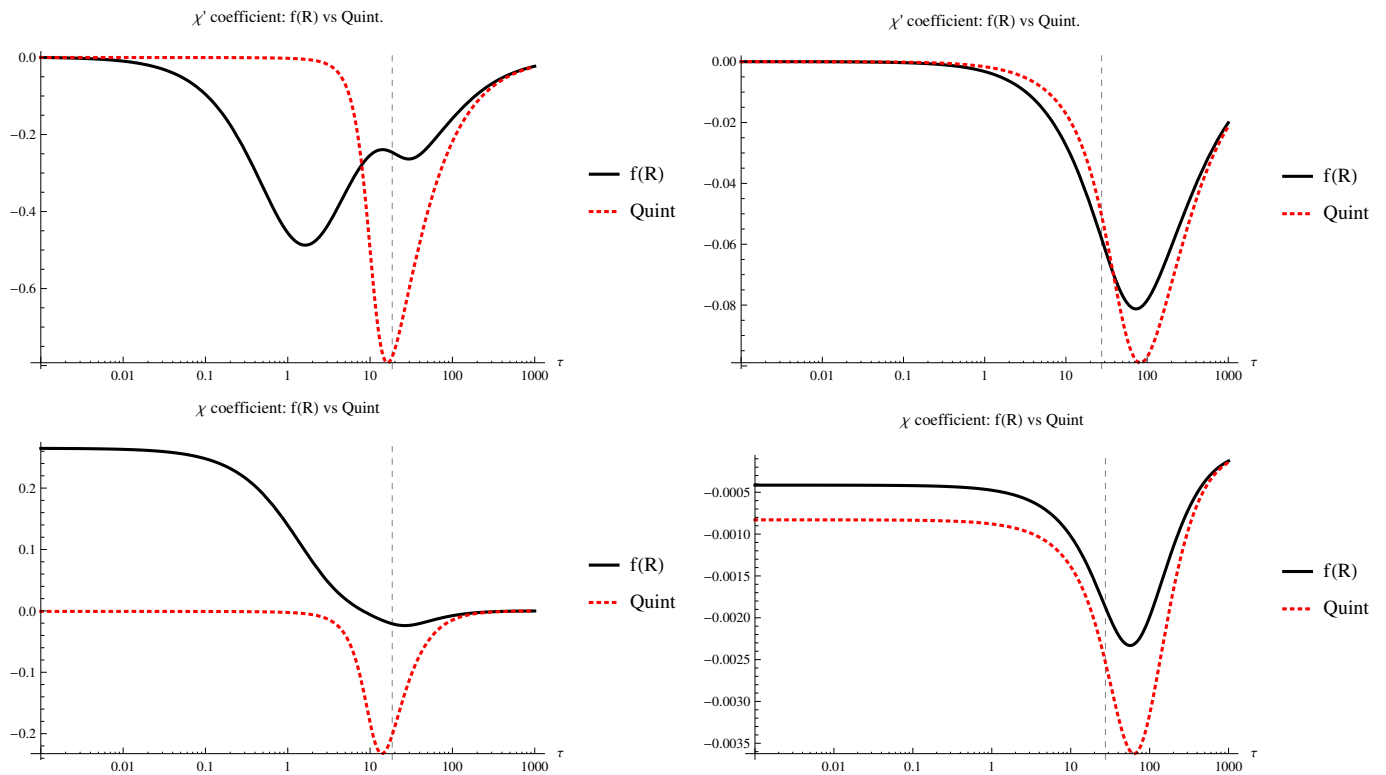 χ' coefficient: f(R) vs Quint.
0.0
−0.2
−0.4
−0.6
0.01 0.1 1 10 100 1000 τ
f(R)
Quint
χ' coefficient: f(R) vs Quint.
0.00
−0.02
−0.04
−0.06
−0.08
0.01 0.1 1 10 100 1000 τ
f(R)
Quint
χ coefficient: f(R) vs Quint
0.2
0.1
0.0
−0.1
−0.2
0.01 0.1 1 10 100 1000 τ
f(R)
Quint
χ coefficient: f(R) vs Quint
−0.0005
−0.0010
−0.0015
−0.0020
−0.0025
−0.0030
−0.0035
0.01 0.1 1 10 100 1000 τ
f(R)
Quint